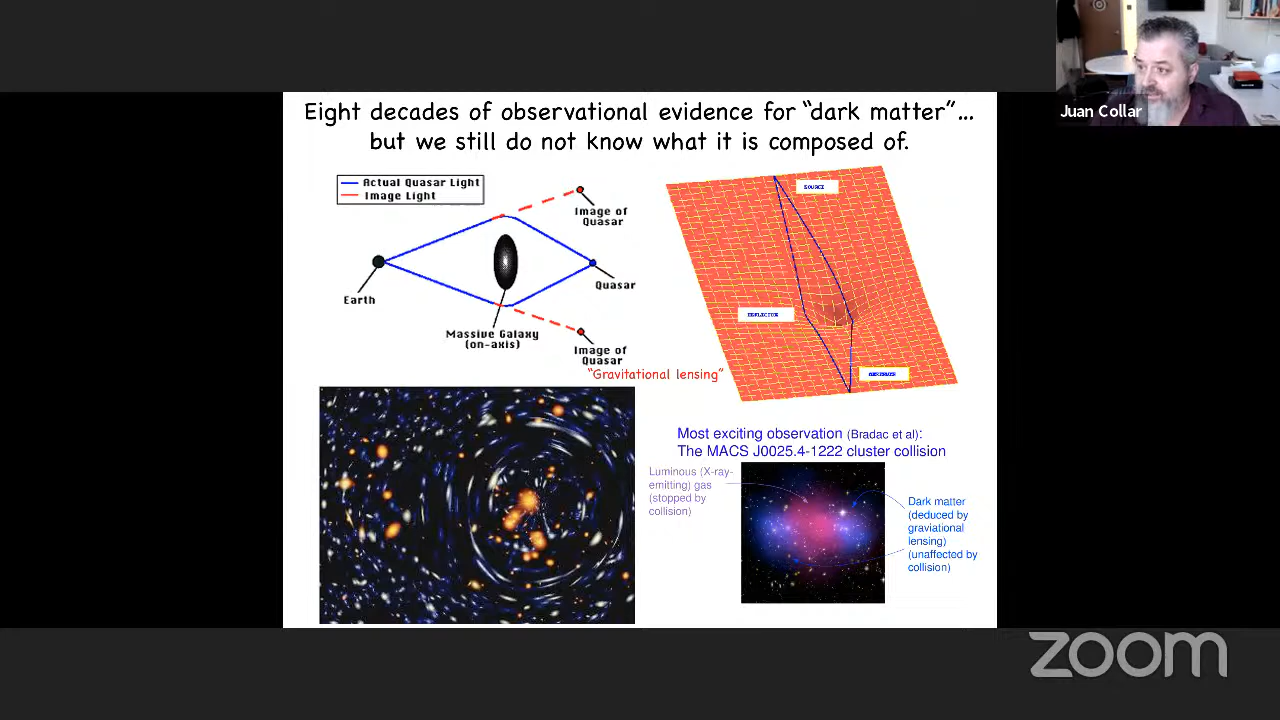 Juan Collar
Eight decades of observational evidence for “dark matter”...
but we still do not know what it is composed of.
Actual Quasar Light
Image Light
Image of
Quasar
Earth
Quasar
Massive Galaxy
(on-axis)
Image of
Quasar
“Gravitational lensing”
SOURCE
Most exciting observation (Bradac et al):
The MACS J0025.4-1222 cluster collision
Luminous (X-ray-
emitting) gas
(stopped by
collision)
Dark matter
(deduced by
graviational
lensing)
(unaffected by
collision)
zoom